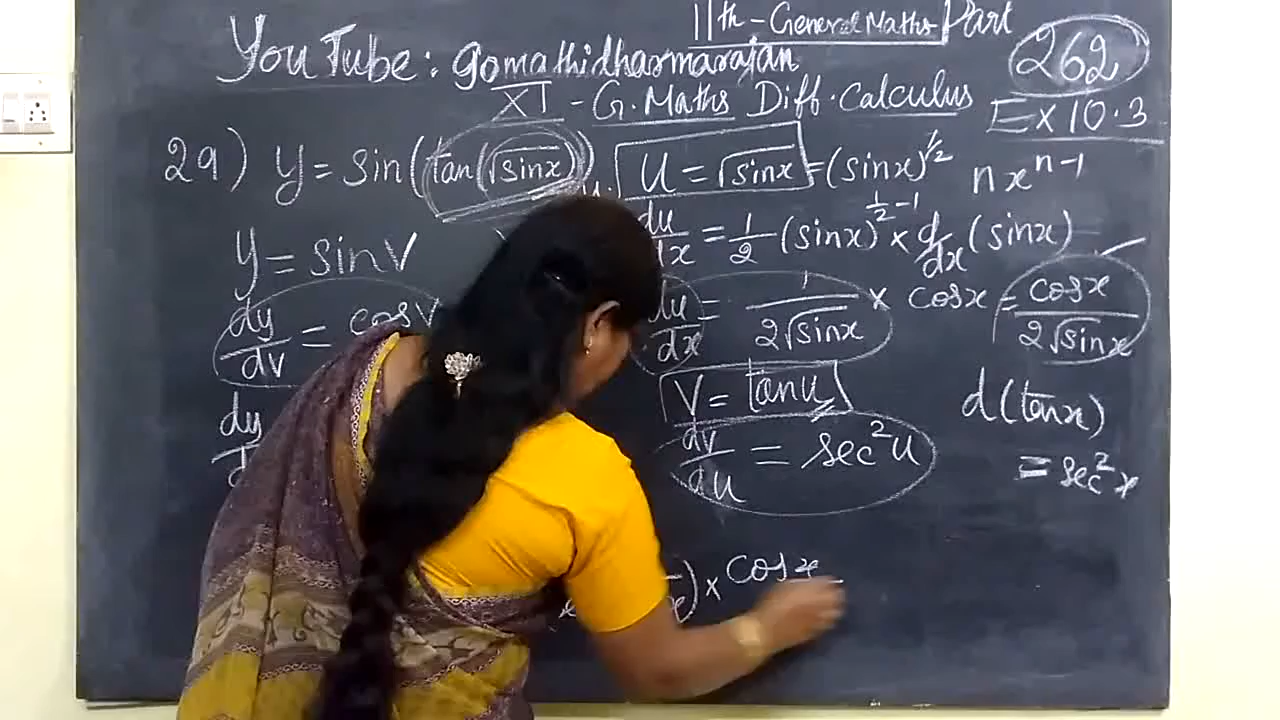 11th - General Maths Part
YouTube: gomathidharmarajan
262
XI - G. Maths Diff. Calculus
Ex 10.3
29) y = sin(tan(√sinx))
u = √sinx = (sinx)^1/2
nx^n-1
du/dx = 1/2 (sinx)^1/2-1 × d/dx (sinx)
y = sinv
dy/dv = cosv
du/dx = 1/2√sinx × cosx = cosx/2√sinx
v = tanu
d(tanx)
= sec²x
dv/du = sec²u
dy
) × cosx